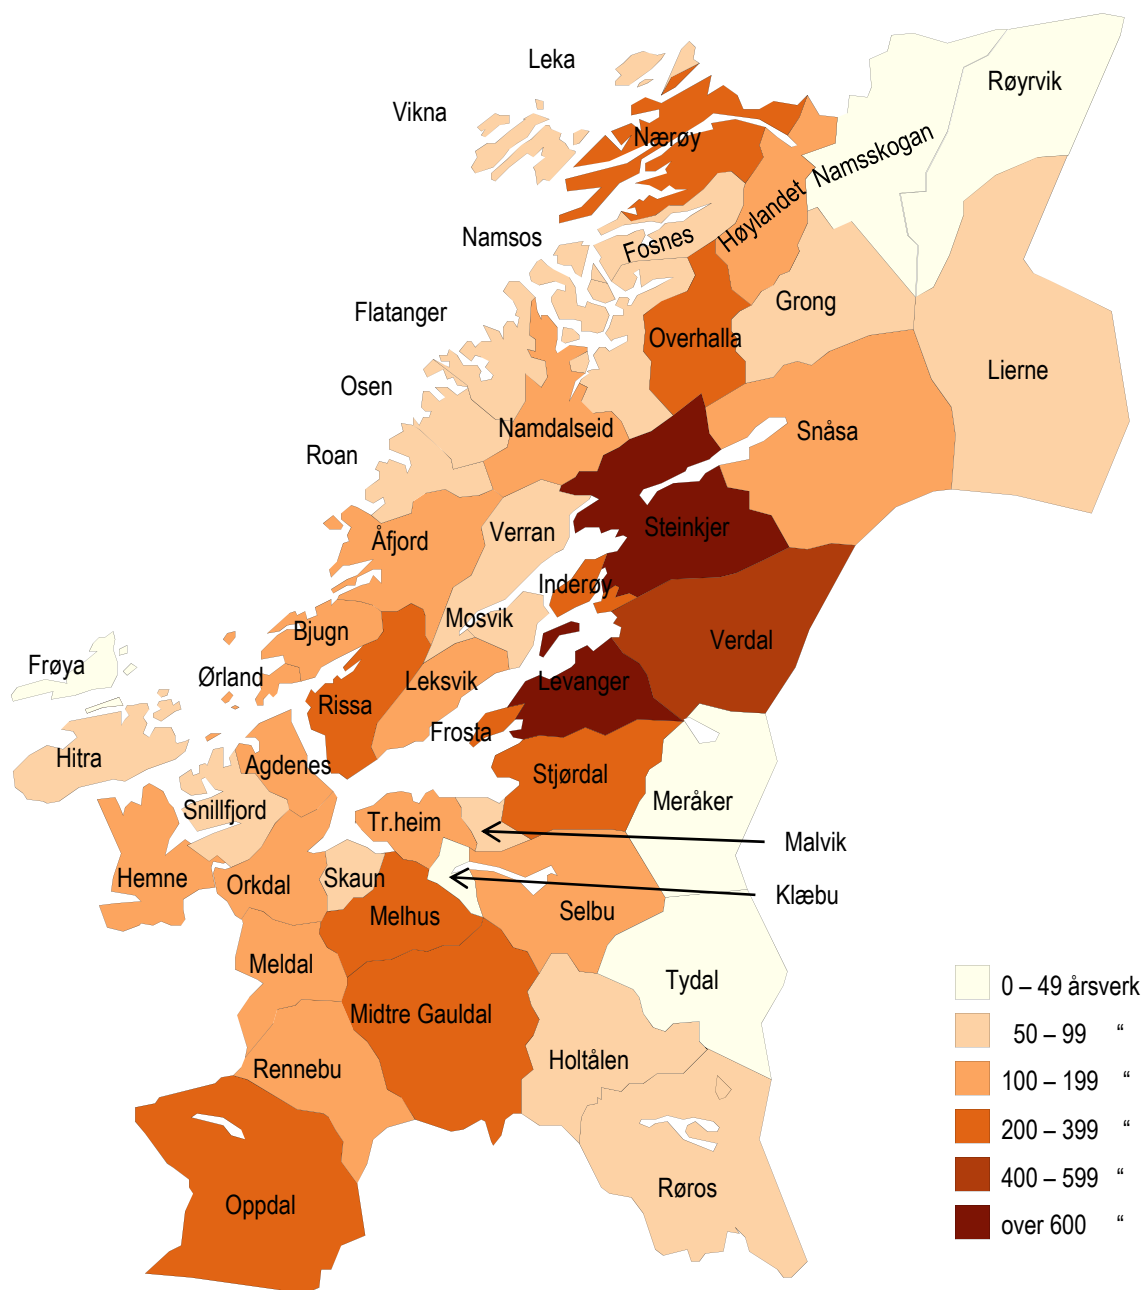 Leka
Røyrvik
Vikna
Nærøy
Namsskogan
Høylandet
Namsos
Fosnes
Grong
Flatanger
Overhalla
Lierne
Osen
Namdalseid
Snåsa
Roan
Steinkjer
Verran
Åfjord
Inderøy
Mosvik
Bjugn
Verdal
Frøya
Ørland
Leksvik
Levanger
Rissa
Frosta
Hitra
Agdenes
Stjørdal
Meråker
Snillfjord
Tr.heim
Malvik
Hemne
Orkdal
Skaun
Klæbu
Melhus
Selbu
Meldal
Tydal
Midtre Gauldal
Holtålen
Rennebu
Røros
Oppdal
0 – 49 årsverk
50 – 99 “
100 – 199 “
200 – 399 “
400 – 599 “
over 600 “